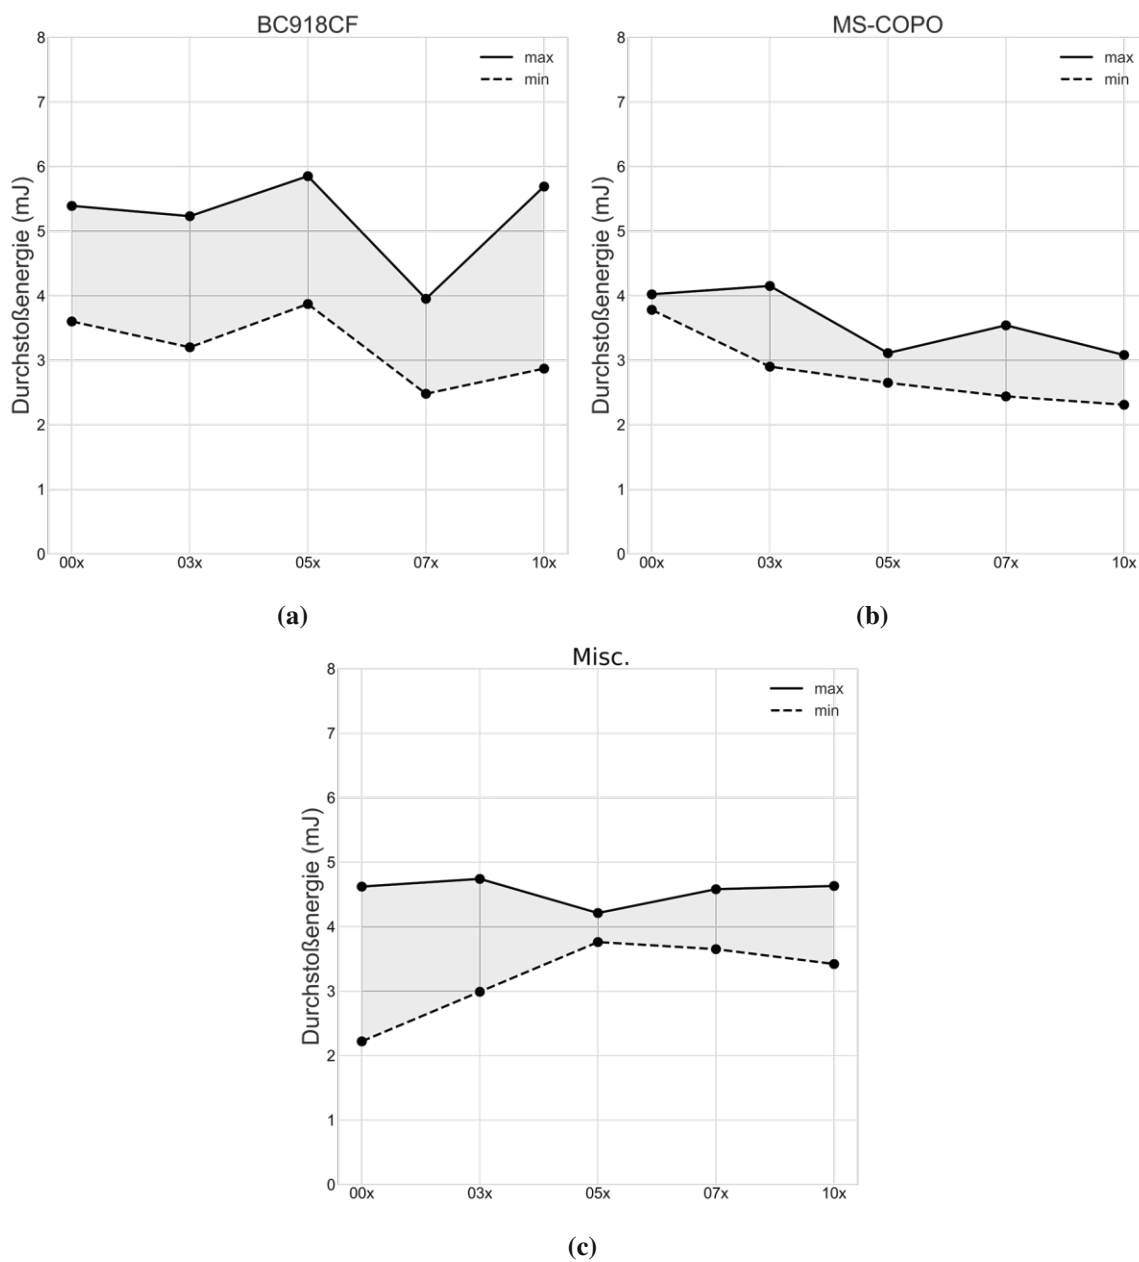 BC918CF
max
min
Durchstoßenergie (mJ)
8
7
6
5
4
3
2
1
0
00x 03x 05x 07x 10x
(a)
MS-COPO
max
min
Durchstoßenergie (mJ)
8
7
6
5
4
3
2
1
0
00x 03x 05x 07x 10x
(b)
Misc.
max
min
Durchstoßenergie (mJ)
8
7
6
5
4
3
2
1
0
00x 03x 05x 07x 10x
(c)